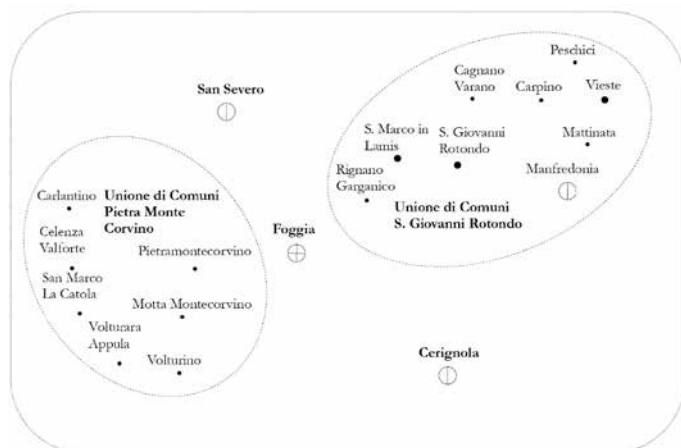 Peschici
Cagnano
Varano
Carpino
Vieste
San Severo
S. Marco in
Lamis
S. Giovanni
Rotondo
Mattinata
Rignano
Garganico
Manfredonia
Unione di Comuni
S. Giovanni Rotondo
Carlantino
Unione di Comuni
Pietra Monte
Corvino
Foggia
Celenza
Valforte
Pietramontecorvino
San Marco
La Catola
Motta Montecorvino
Volturara
Appula
Volturino
Cerignola